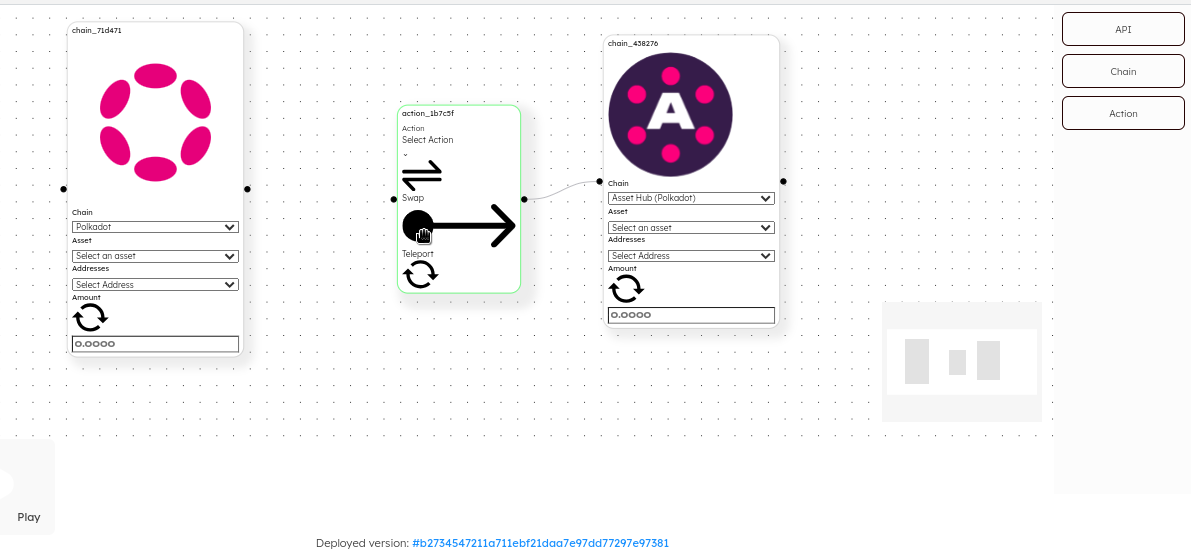 chain_71d471
Chain
Polkadot
Asset
Select an asset
Addresses
Select Address
Amount
0.0000
action_1b7c5f
Action
Select Action
Swap
Teleport
chain_438276
A
Chain
Asset Hub (Polkadot)
Asset
Select an asset
Addresses
Select Address
Amount
0.0000
API
Chain
Action
Play
Deployed version: #b2734547211a711ebf21daa7e97dd77297e97381